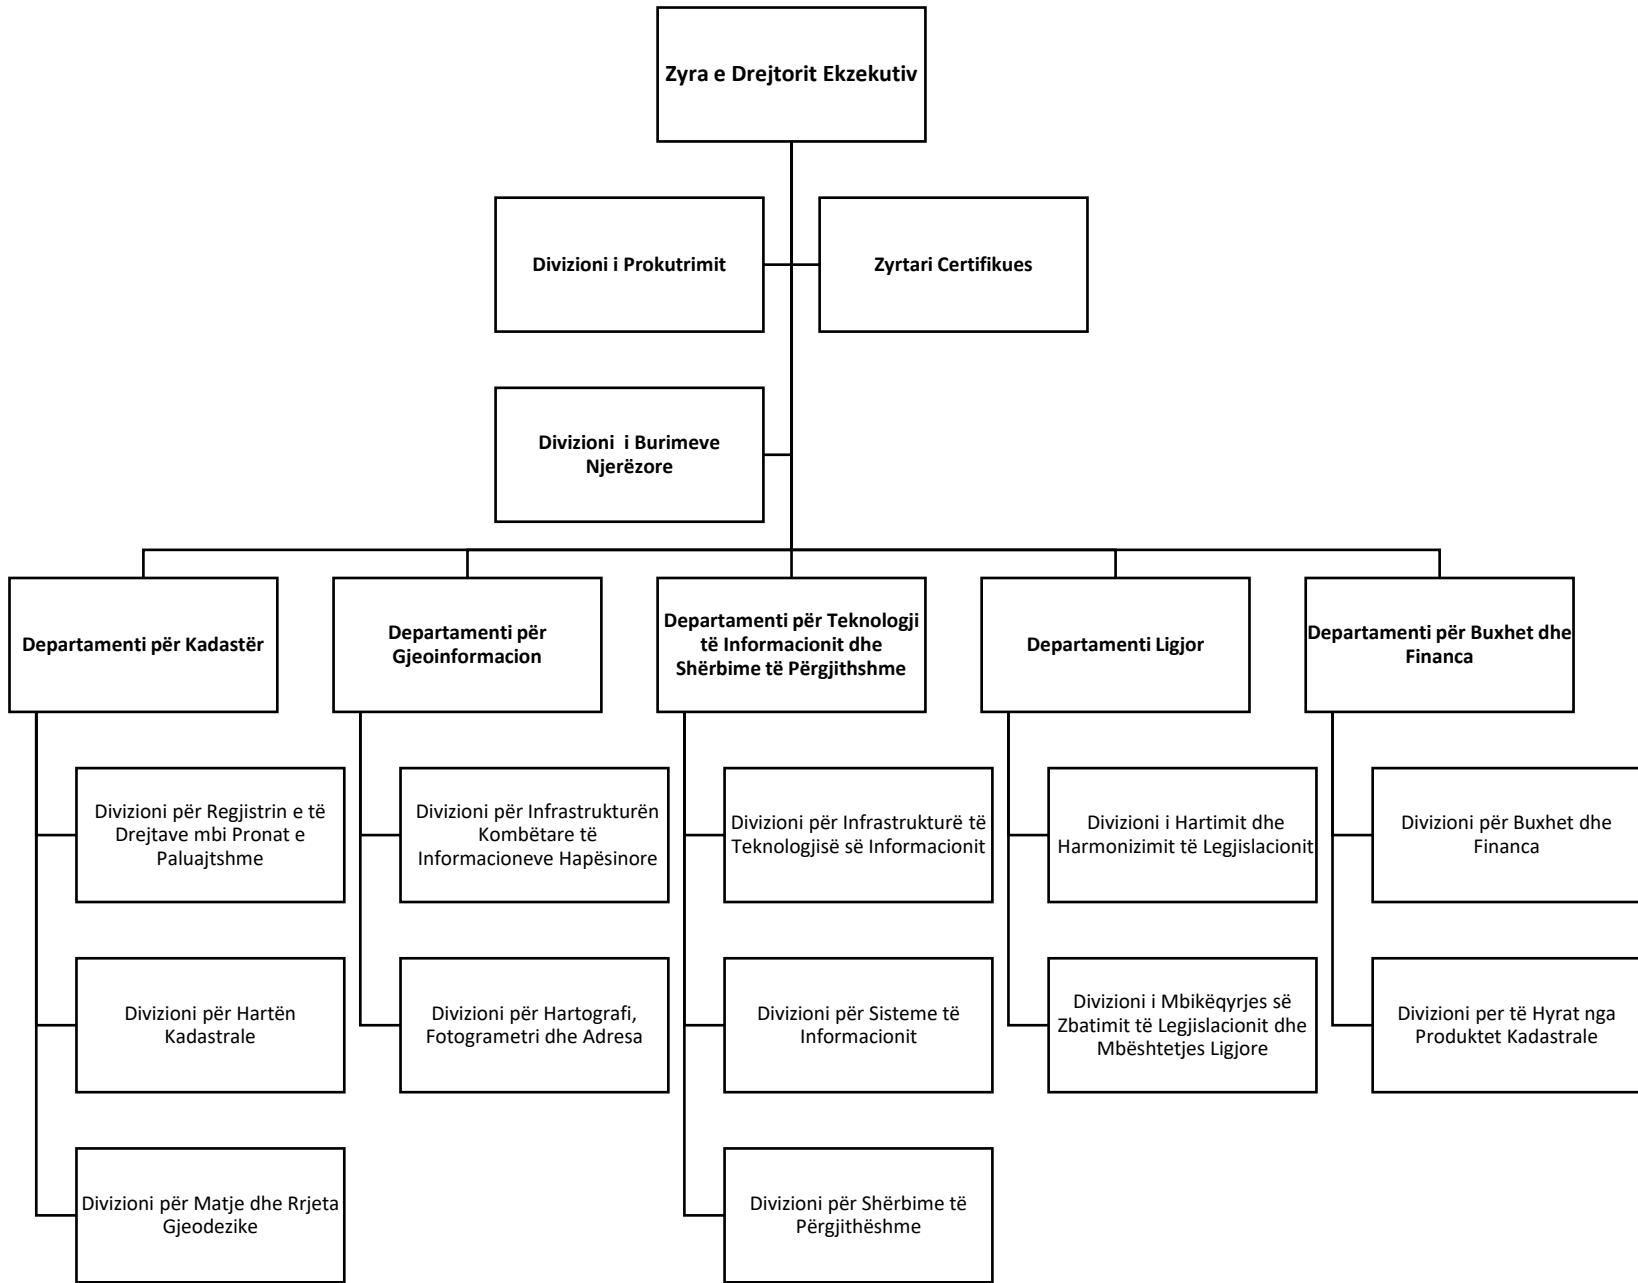 Zyra e Drejtorit Ekzekutiv
Divizioni i Prokutrimit
Zyrtari Certifikues
Divizioni  i Burimeve
Njerëzore
Departamenti për Kadastër
Departamenti për
Gjeoinformacion
Departamenti për Teknologji
të Informacionit dhe
Shërbime të Përgjithshme
Departamenti Ligjor
Departamenti për Buxhet dhe
Financa
Divizioni për Regjistrin e të
Drejtave mbi Pronat e
Paluajtshme
Divizioni për Infrastrukturën
Kombëtare të
Informacioneve Hapësinore
Divizioni për Infrastrukturë të
Teknologjisë së Informacionit
Divizioni i Hartimit dhe
Harmonizimit të Legjislacionit
Divizioni për Buxhet dhe
Financa
Divizioni për Hartën
Kadastrale
Divizioni për Hartografi,
Fotogrametri dhe Adresa
Divizioni për Sisteme të
Informacionit
Divizioni i Mbikëqyrjes së
Zbatimit të Legjislacionit dhe
Mbështetjes Ligjore
Divizioni per të Hyrat nga
Produktet Kadastrale
Divizioni për Matje dhe Rrjeta
Gjeodezike
Divizioni për Shërbime të
Përgjithëshme